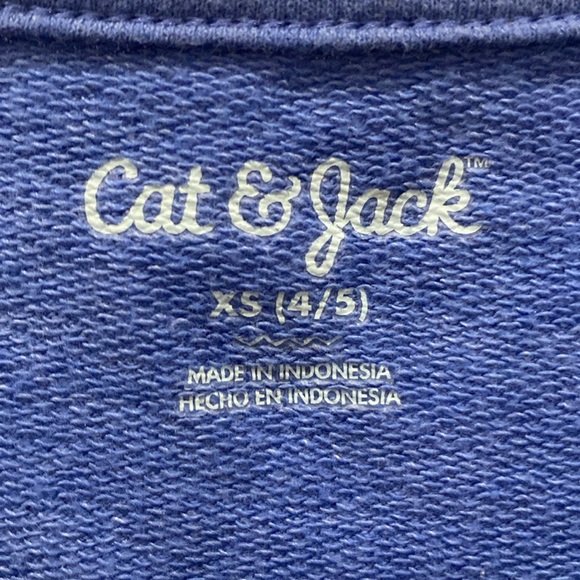 Cat & Jack™
XS (4/5)
MADE IN INDONESIA
HECHO EN INDONESIA